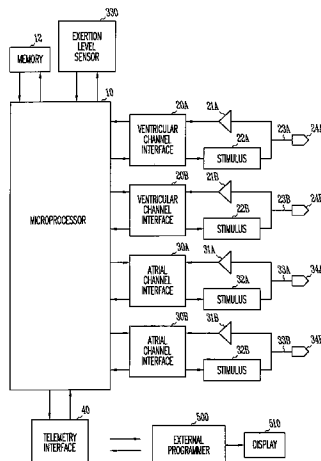 330
12
EXERTION LEVEL SENSOR
MEMORY
10
MICROPROCESSOR
20A
21A
VENTRICULAR CHANNEL INTERFACE
22A
STIMULUS
23A
24A
20B
21B
VENTRICULAR CHANNEL INTERFACE
22B
STIMULUS
23B
24B
30A
31A
ATRIAL CHANNEL INTERFACE
32A
STIMULUS
33A
34A
30B
31B
ATRIAL CHANNEL INTERFACE
32B
STIMULUS
33B
34B
40
TELEMETRY INTERFACE
500
EXTERNAL PROGRAMMER
510
DISPLAY